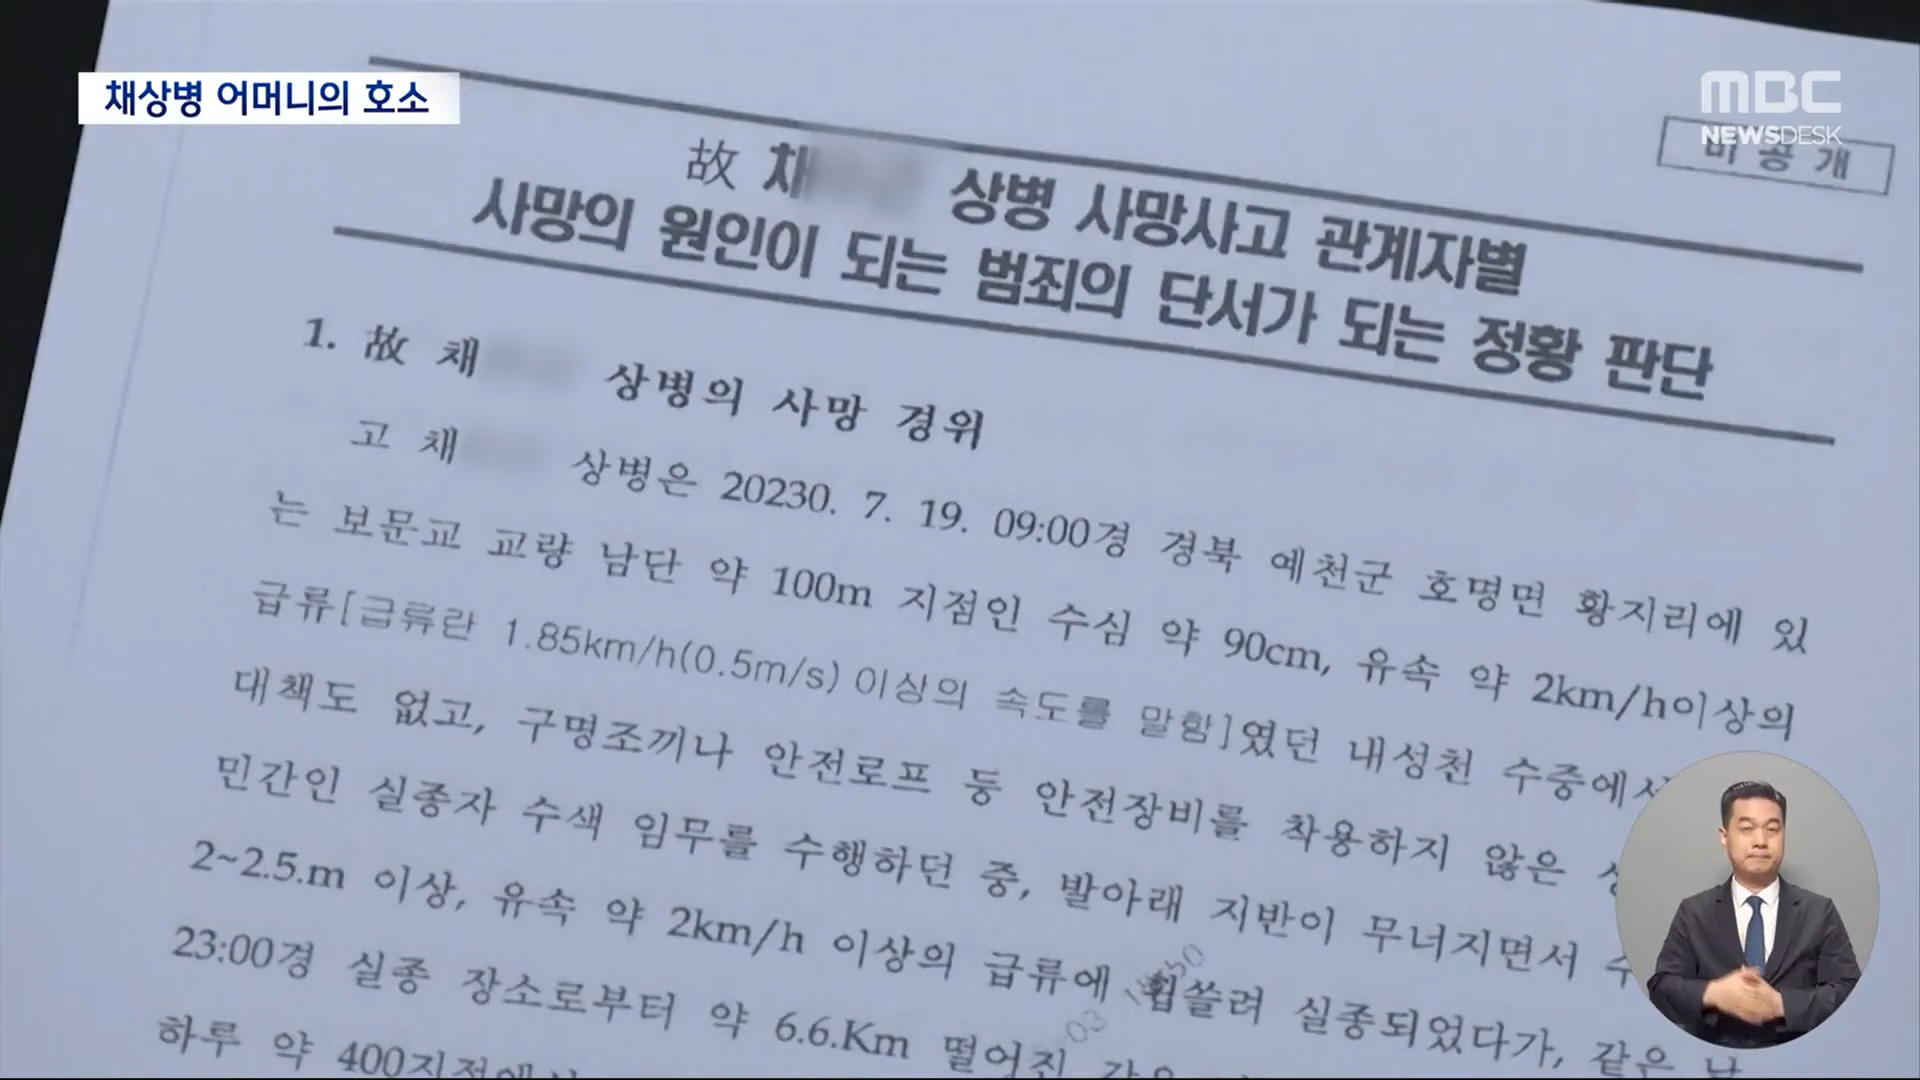 채상병 어머니의 호소
MBC
NEWSDESK
비공개
故 채 상병 사망사고 관계자별
사망의 원인이 되는 범죄의 단서가 되는 정황 판단
1. 故 채 상병의 사망 경위
고 채 상병은 20230. 7. 19. 09:00경 경북 예천군 호명면 황지리에 있
는 보문교 교량 남단 약 100m 지점인 수심 약 90cm, 유속 약 2km/h이상의
급류[급류란 1.85km/h(0.5m/s) 이상의 속도를 말함]였던 내성천 수중에서
대책도 없고, 구명조끼나 안전로프 등 안전장비를 착용하지 않은
민간인 실종자 수색 임무를 수행하던 중, 발아래 지반이 무너지면서
2~2.5.m 이상, 유속 약 2km/h 이상의 급류에 휩쓸려 실종되었다가, 같은 날
23:00경 실종 장소로부터 약 6.6.Km 떨어진
하루 약 400지점에서